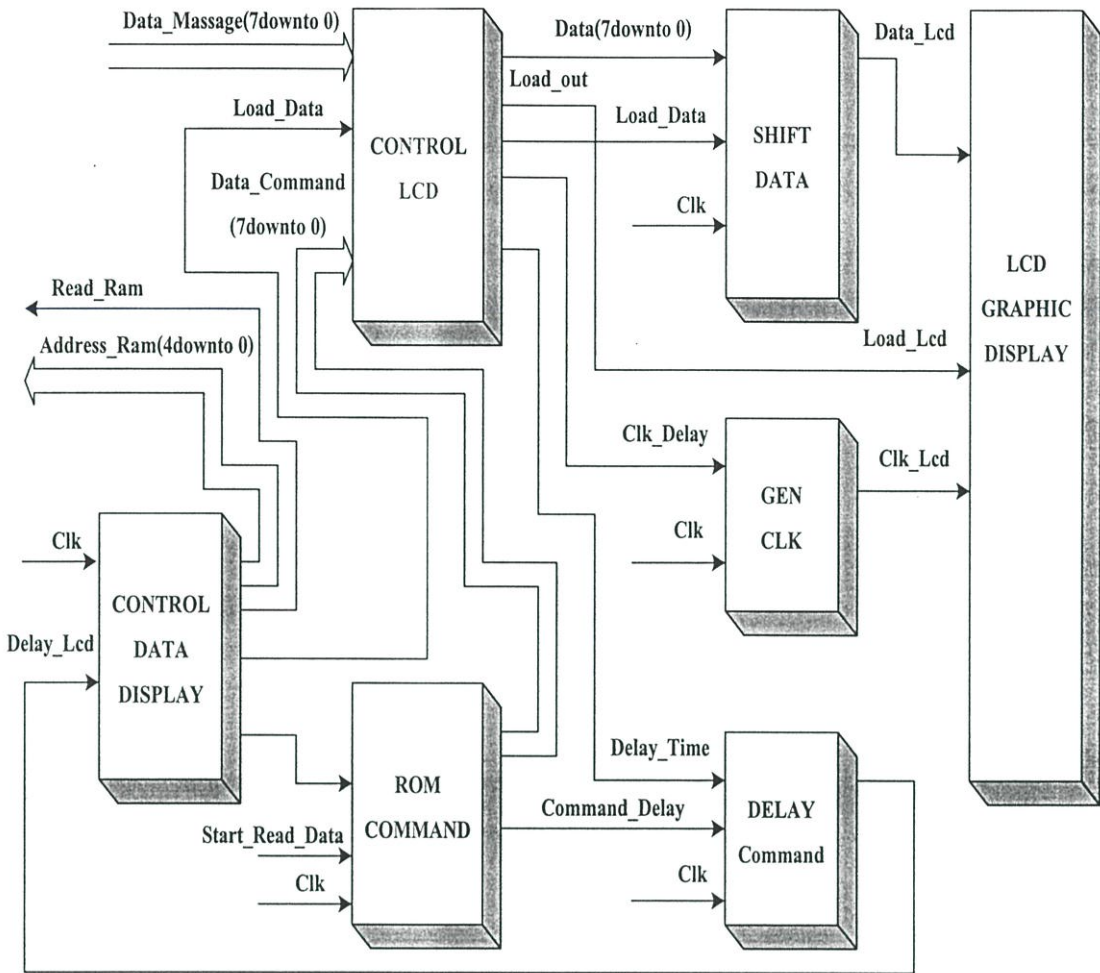 Data_Massage(7downto 0)
Data(7downto 0)
Data_Lcd
Load_out
Load_Data
Load_Data
CONTROL
LCD
SHIFT
DATA
Data_Command
(7downto 0)
Clk
LCD
GRAPHIC
DISPLAY
Read_Ram
Address_Ram(4downto 0)
Load_Lcd
Clk_Delay
Clk_Lcd
GEN
CLK
Clk
Clk
CONTROL
DATA
DISPLAY
Delay_Lcd
ROM
COMMAND
Delay_Time
Command_Delay
DELAY
Command
Start_Read_Data
Clk
Clk